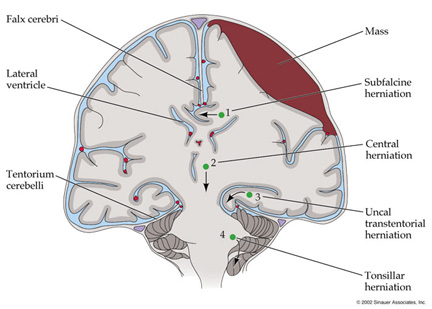 Falx cerebri
Mass
Lateral
ventricle
Subfalcine
herniation
1
Central
herniation
2
Tentorium
cerebelli
3
Uncal
transtentorial
herniation
4
Tonsillar
herniation
© 2002 Sinauer Associates, Inc.